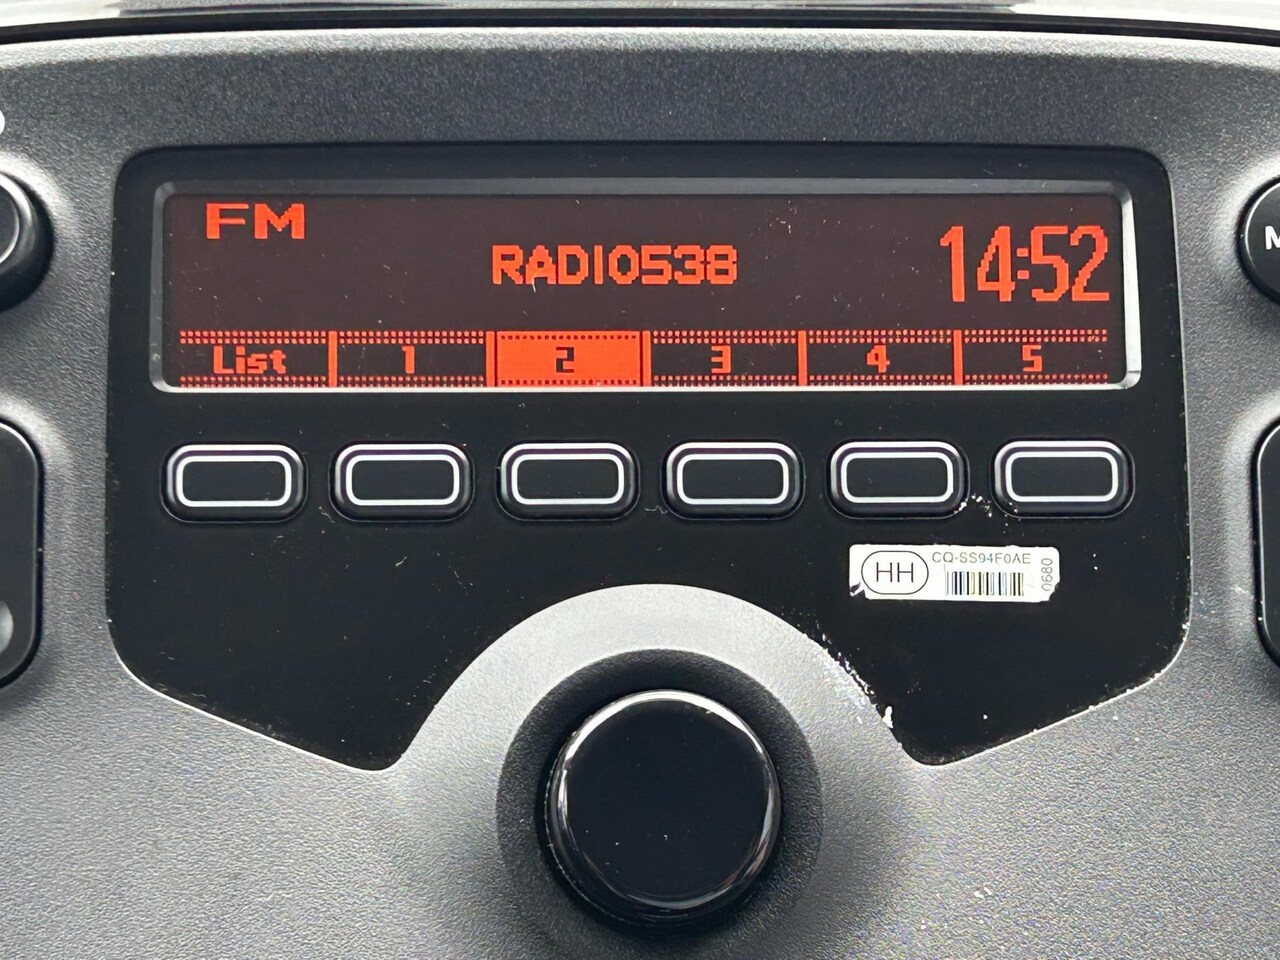 FM
RADIO538
14:52
List 1 2 3 4 5
HH
CQ-SS94F0AE
0680
M